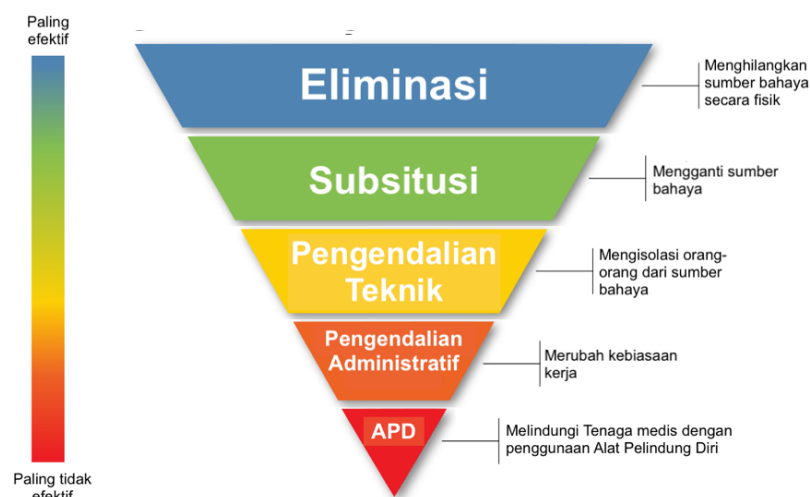 Paling
efektif
Eliminasi
Menghilangkan
sumber bahaya
secara fisik
Subsitusi
Mengganti sumber
bahaya
Pengendalian
Teknik
Mengisolasi orang-
orang dari sumber
bahaya
Pengendalian
Administratif
Merubah kebiasaan
kerja
APD
Melindungi Tenaga medis dengan
penggunaan Alat Pelindung Diri
Paling tidak
efektif